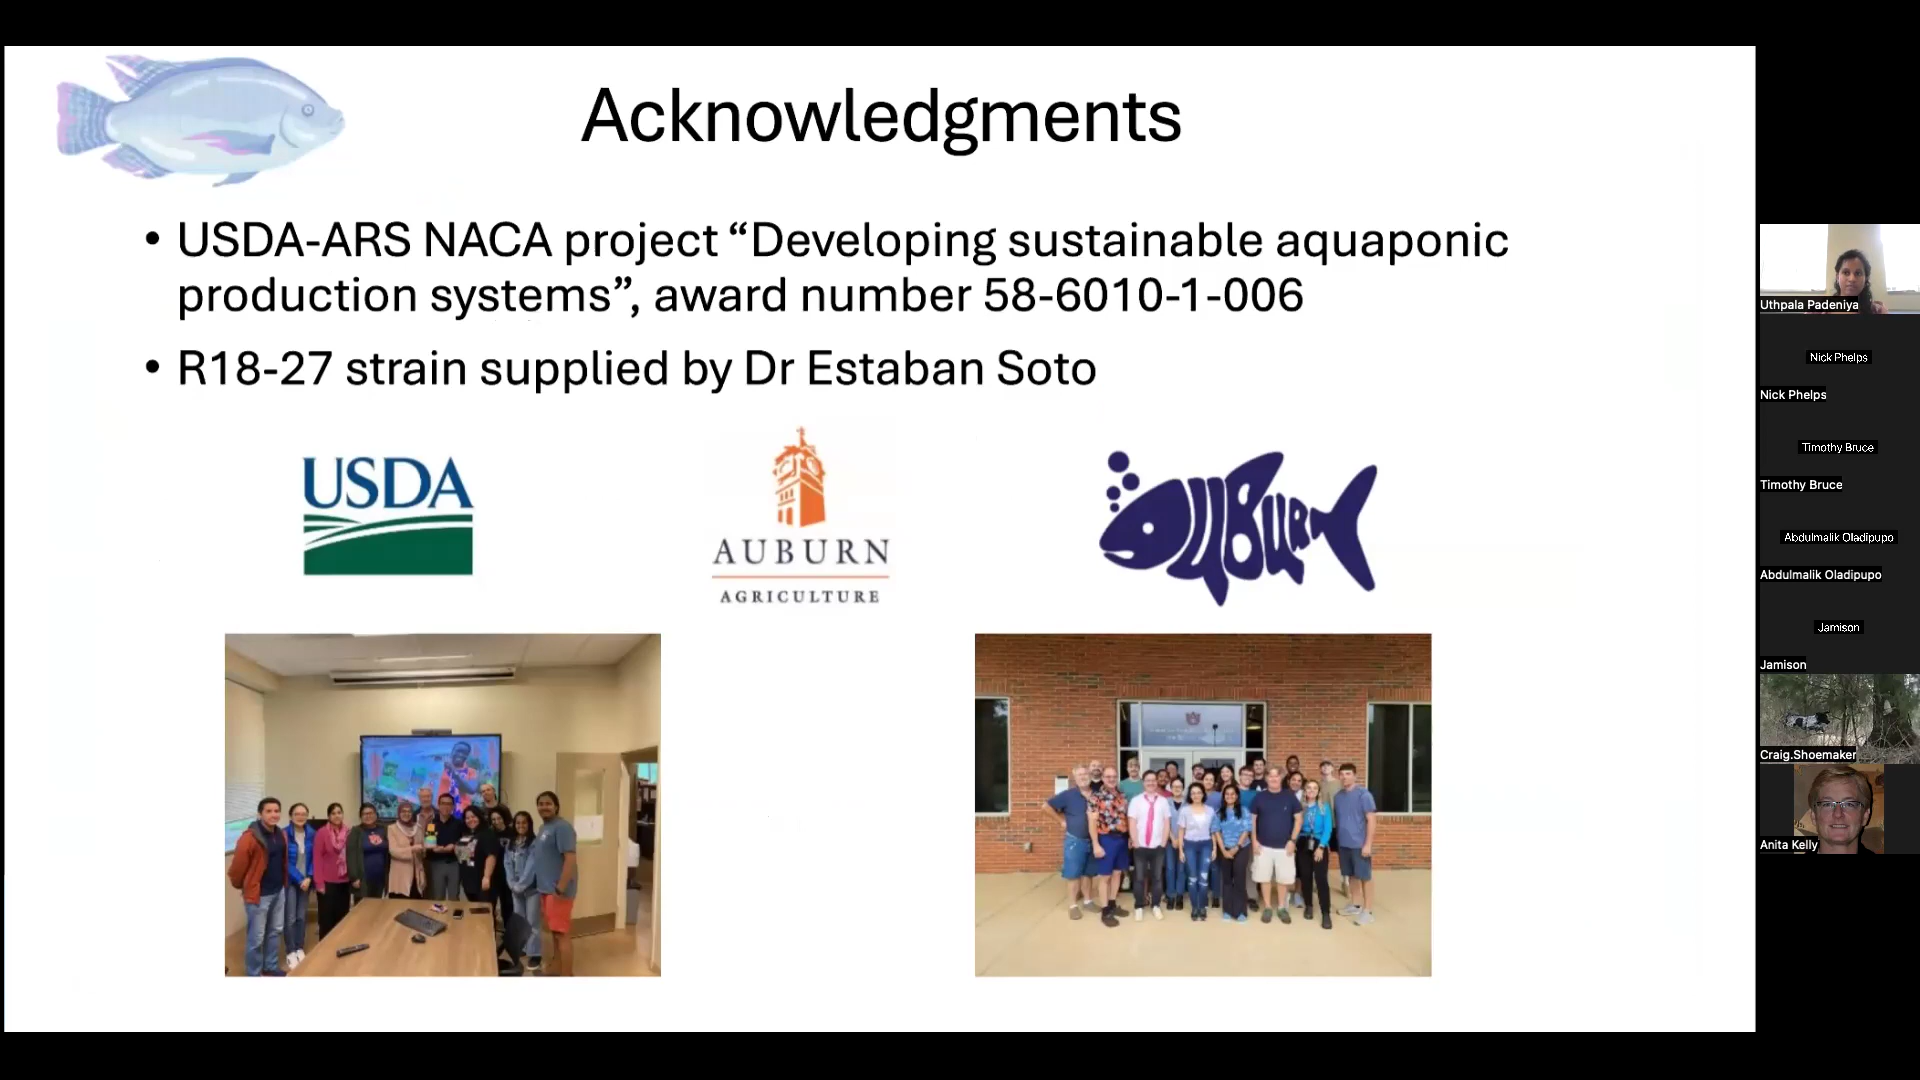 Acknowledgments
• USDA-ARS NACA project “Developing sustainable aquaponic
production systems”, award number 58-6010-1-006
• R18-27 strain supplied by Dr Estaban Soto
USDA
AUBURN
AGRICULTURE
AUBURN
Uthpala Padeniya
Nick Phelps
Nick Phelps
Timothy Bruce
Timothy Bruce
Abdulmalik Oladipupo
Abdulmalik Oladipupo
Jamison
Jamison
Craig.Shoemaker
Anita Kelly